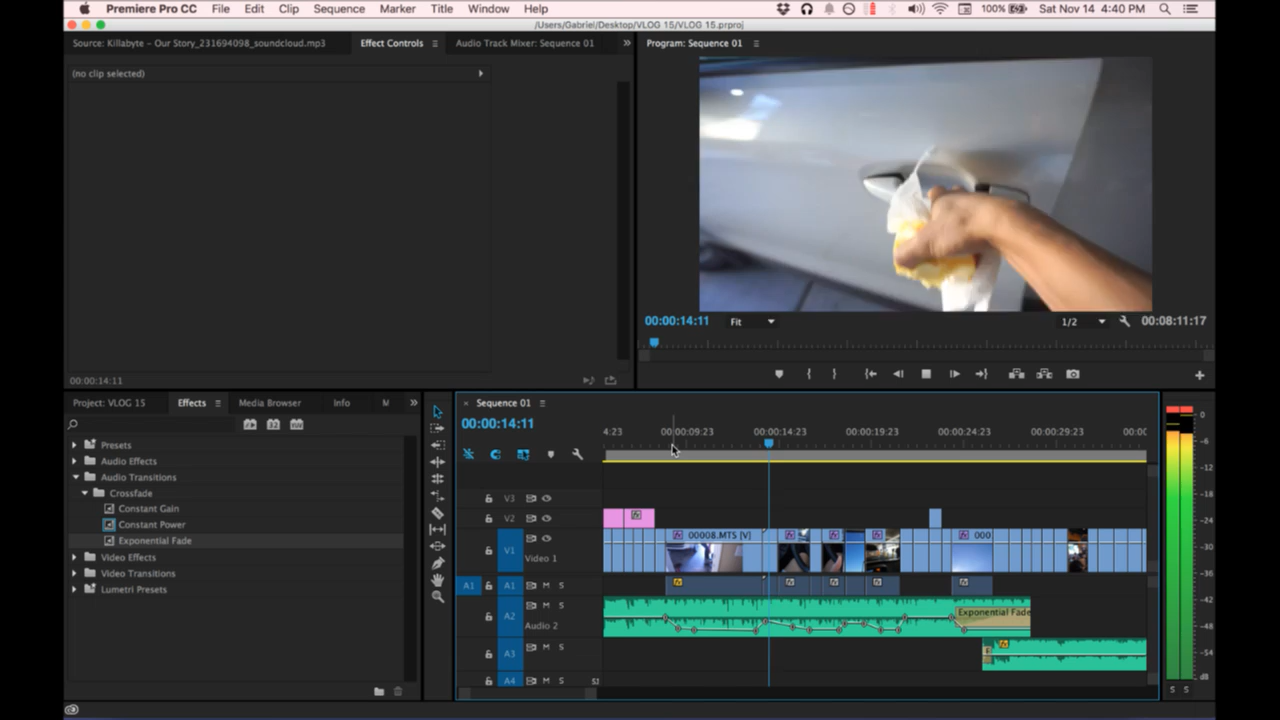 Premiere Pro CC File Edit Clip Sequence Marker Title Window Help 100% Sat Nov 14 4:40 PM
/Users/Gabriel/Desktop/VLOG 15/VLOG 15.prproj
Source: Killabyte - Our Story_231694098_soundcloud.mp3 Effect Controls Audio Track Mixer: Sequence 01 Program: Sequence 01
(no clip selected)
00:00:14:11 Fit 1/2 00:08:11:17
00:00:14:11
Project: VLOG 15 Effects Media Browser Info M Sequence 01
00:00:14:11
4:23 00:00:09:23 00:00:14:23 00:00:19:23 00:00:24:23 00:00:29:23 00:0
Presets
Audio Effects
Audio Transitions
Crossfade
Constant Gain
Constant Power
Exponential Fade
Video Effects
Video Transitions
Lumetri Presets
V3
V2
00008.MTS [V] 000
V1 Video 1
A1 A1 M S
A2 M S Exponential Fade
Audio 2
A3 M S
A4 M S
0
-6
-12
-18
-24
-30
-36
-42
-48
-54
dB
S S